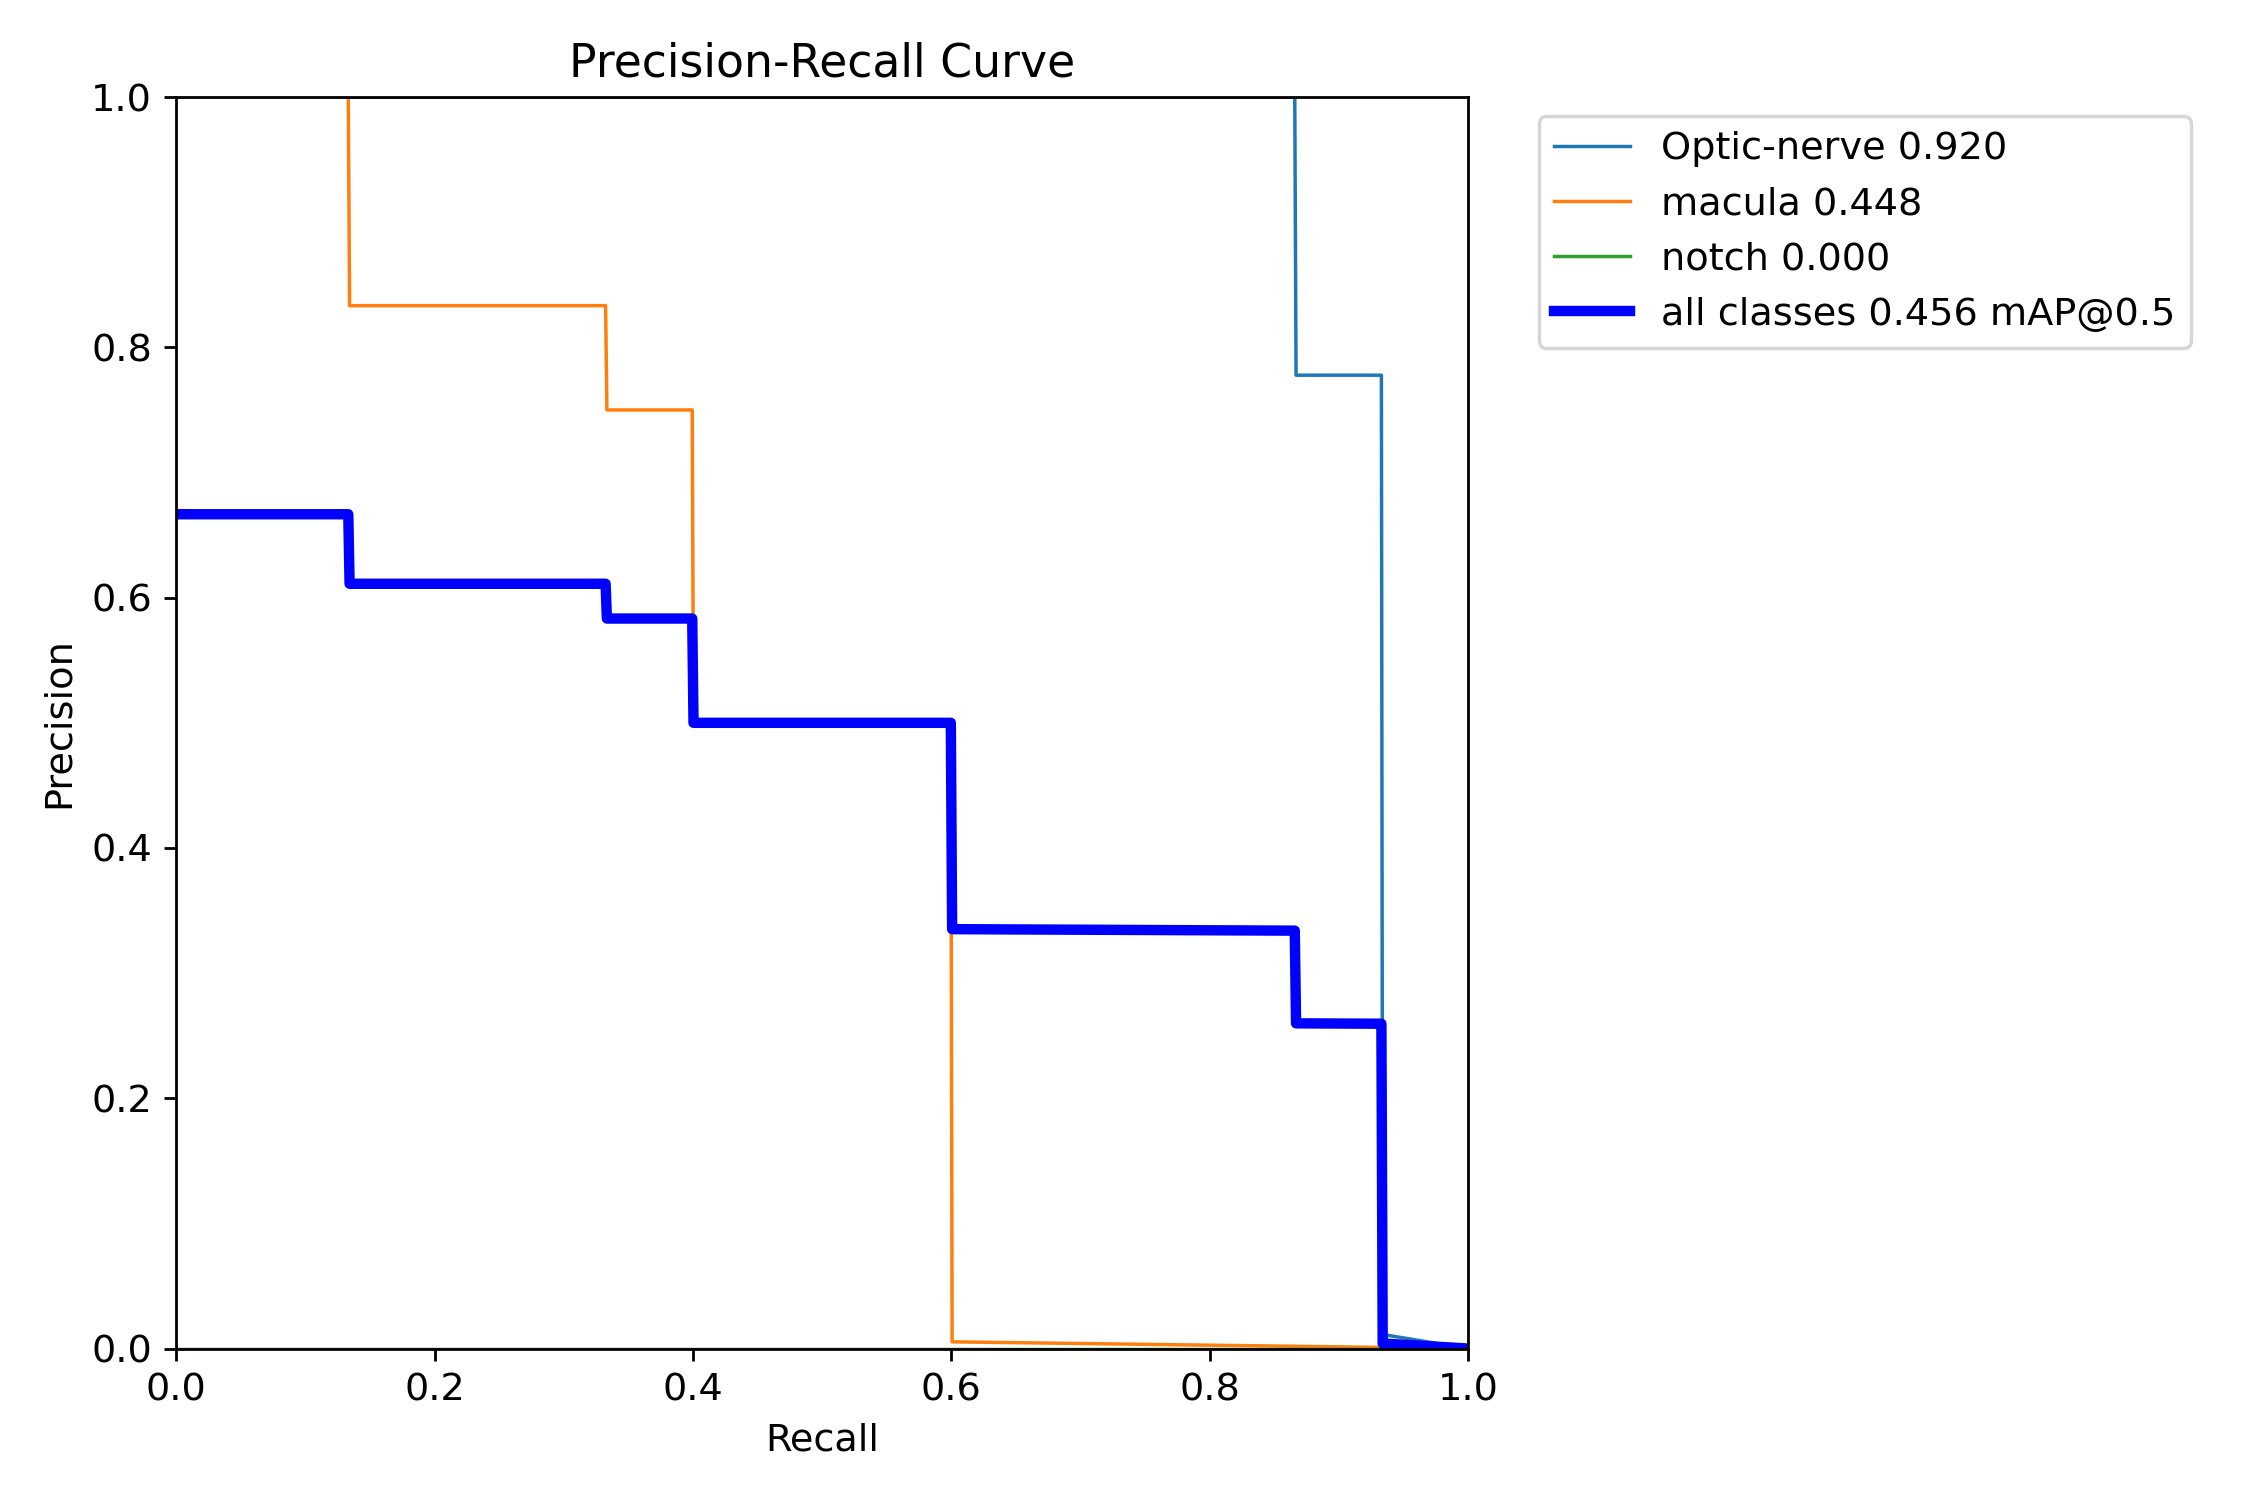 Precision-Recall Curve
1.0
0.8
0.6
0.4
0.2
0.0
Precision
0.0 0.2 0.4 0.6 0.8 1.0
Recall
Optic-nerve 0.920
macula 0.448
notch 0.000
all classes 0.456 mAP@0.5